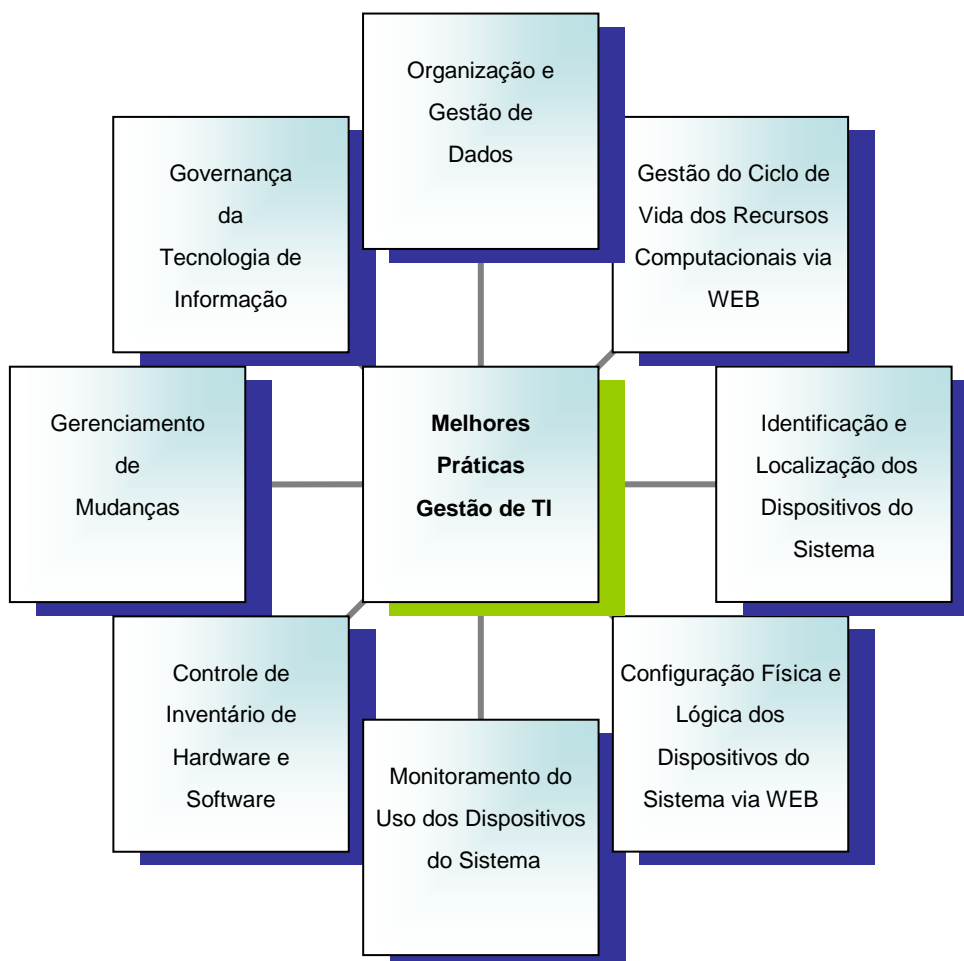 Organização e
Gestão de
Dados
Governança
da
Tecnologia de
Informação
Gestão do Ciclo de
Vida dos Recursos
Computacionais via
WEB
Gerenciamento
de
Mudanças
Melhores
Práticas
Gestão de TI
Identificação e
Localização dos
Dispositivos do
Sistema
Controle de
Inventário de
Hardware e
Software
Configuração Física e
Lógica dos
Dispositivos do
Sistema via WEB
Monitoramento do
Uso dos Dispositivos
do Sistema